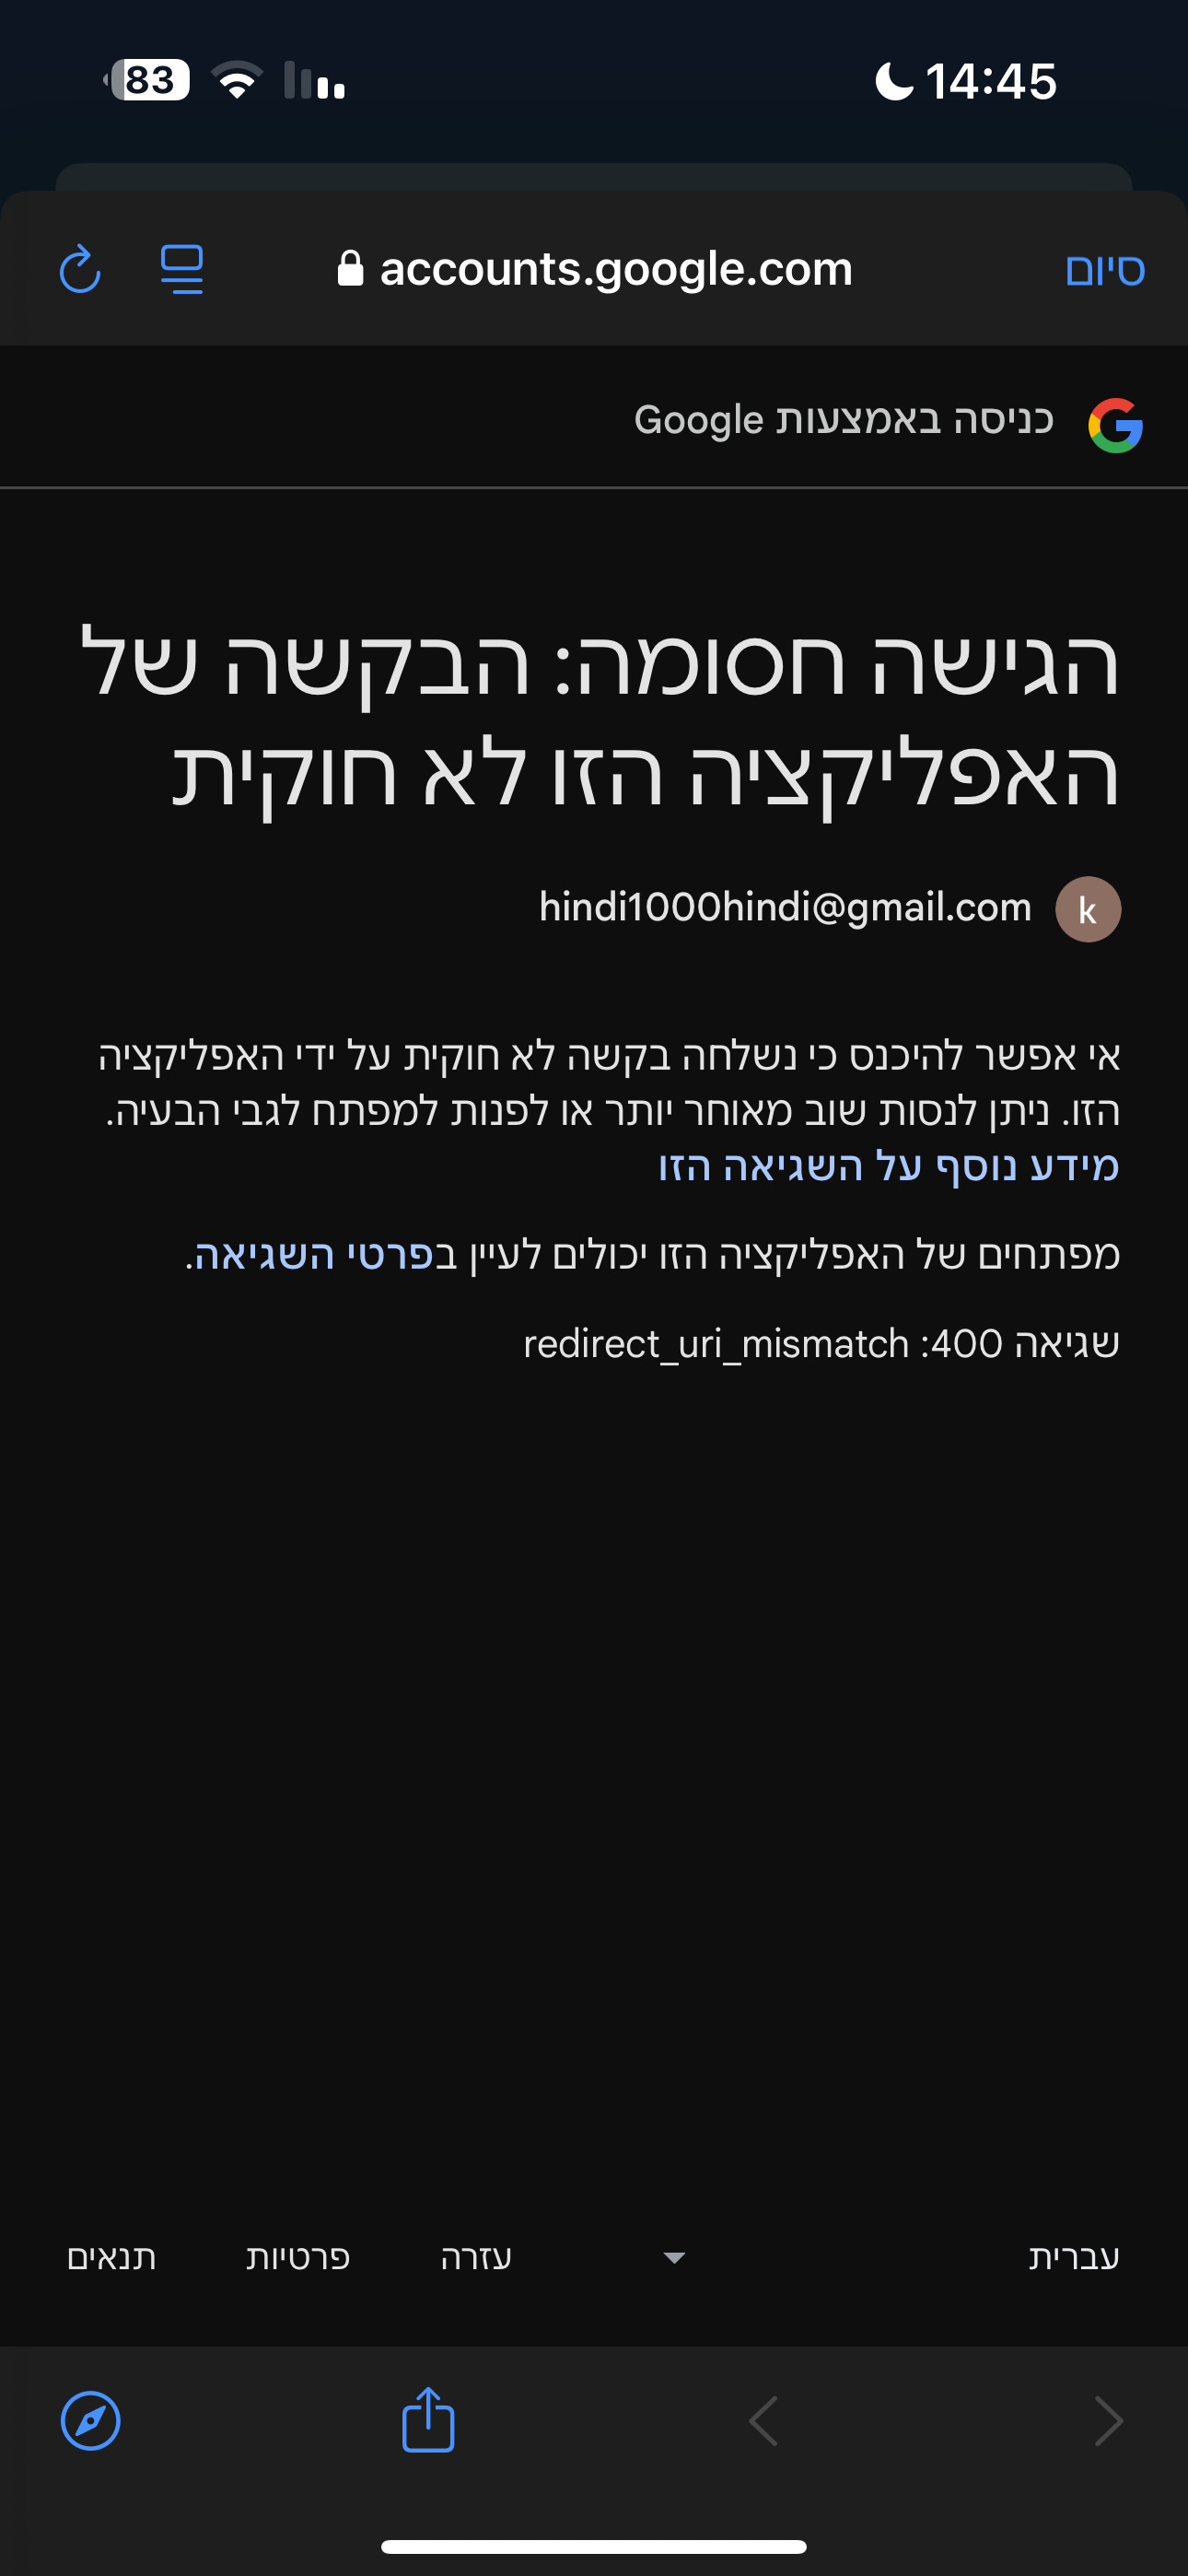 14:45
83
סיום
accounts.google.com
כניסה באמצעות Google
הגישה חסומה: הבקשה של
האפליקציה הזו לא חוקית
k
hindi1000hindi@gmail.com
אי אפשר להיכנס כי נשלחה בקשה לא חוקית על ידי האפליקציה
הזו. ניתן לנסות שוב מאוחר יותר או לפנות למפתח לגבי הבעיה.
מידע נוסף על השגיאה הזו
מפתחים של האפליקציה הזו יכולים לעיין בפרטי השגיאה.
שגיאה 400: redirect_uri_mismatch
עברית
עזרה
פרטיות
תנאים